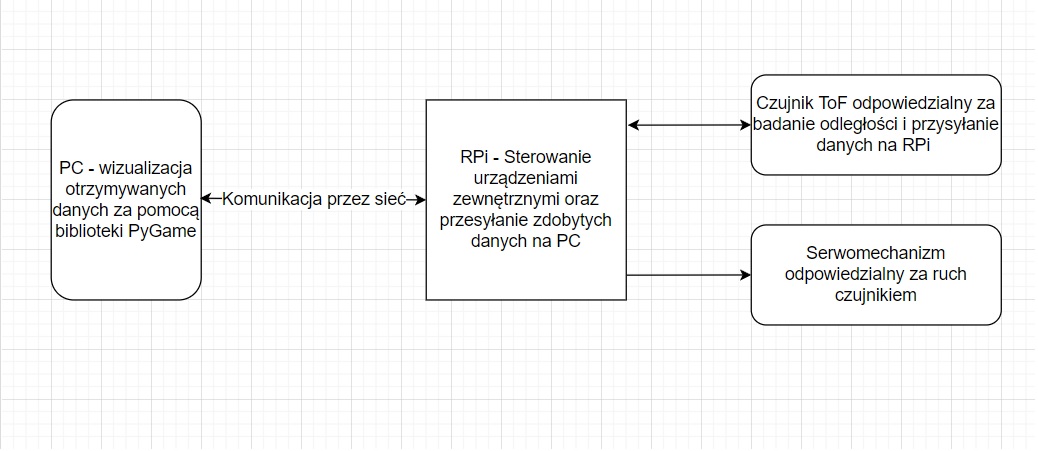 PC - wizualizacja
otrzymywanych
danych za pomocą
biblioteki PyGame
Komunikacja przez sieć
RPi - Sterowanie
urządzeniami
zewnętrznymi oraz
przesyłanie zdobytych
danych na PC
Czujnik ToF odpowiedzialny za
badanie odległości i przysyłanie
danych na RPi
Serwomechanizm
odpowiedzialny za ruch
czujnikiem